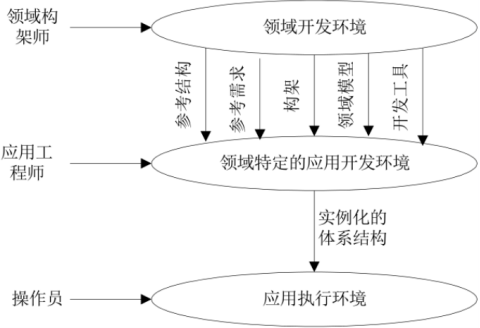 领域构
架师
领域开发环境
参考结构
参考需求
构架
领域模型
开发工具
应用工
程师
领域特定的应用开发环境
实例化的
体系结构
操作员
应用执行环境